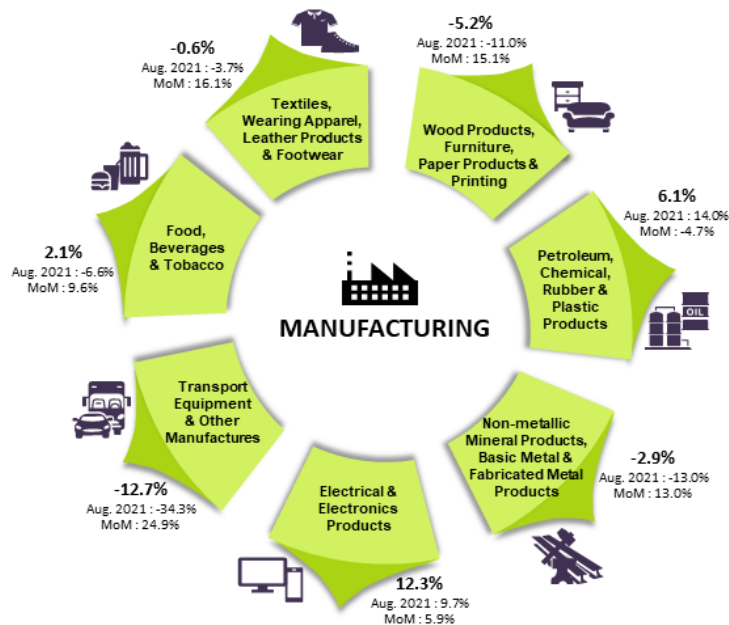 -0.6%
Aug. 2021 : -3.7%
MoM : 16.1%
Textiles,
Wearing Apparel,
Leather Products
& Footwear
-5.2%
Aug. 2021 : -11.0%
MoM : 15.1%
Wood Products,
Furniture,
Paper Products &
Printing
6.1%
Aug. 2021 : 14.0%
MoM : -4.7%
Petroleum,
Chemical,
Rubber &
Plastic
Products
OIL
Non-metallic
Mineral Products,
Basic Metal &
Fabricated Metal
Products
-2.9%
Aug. 2021 : -13.0%
MoM : 13.0%
Electrical &
Electronics
Products
12.3%
Aug. 2021 : 9.7%
MoM : 5.9%
Transport
Equipment
& Other
Manufactures
-12.7%
Aug. 2021 : -34.3%
MoM : 24.9%
Food,
Beverages
& Tobacco
2.1%
Aug. 2021 : -6.6%
MoM : 9.6%
MANUFACTURING